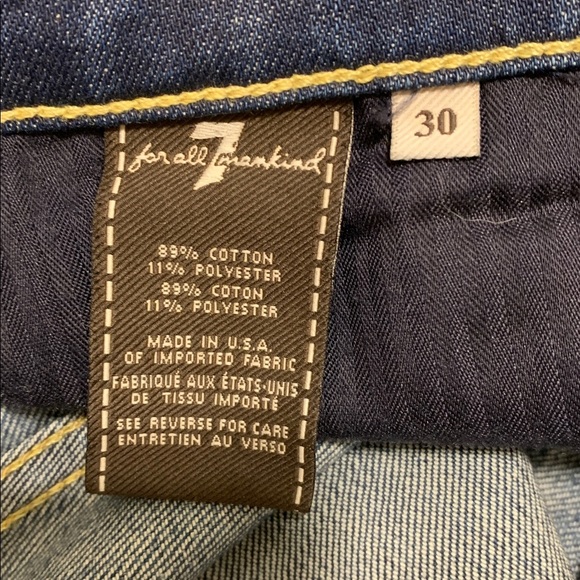 7
for all mankind
30
89% COTTON
11% POLYESTER
89% COTON
11% POLYESTER
MADE IN U.S.A.
OF IMPORTED FABRIC
FABRIQUÉ AUX ÉTATS-UNIS
DE TISSU IMPORTÉ
SEE REVERSE FOR CARE
ENTRETIEN AU VERSO